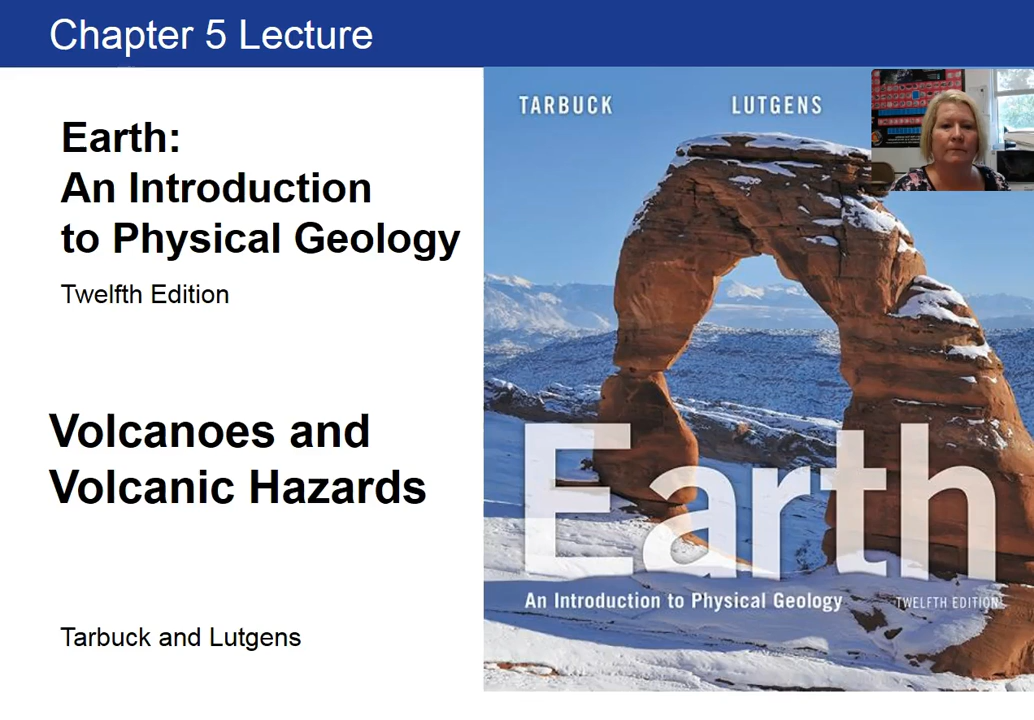 Chapter 5 Lecture
Earth:
An Introduction
to Physical Geology
Twelfth Edition
Volcanoes and
Volcanic Hazards
Tarbuck and Lutgens
TARBUCK LUTGENS
Earth
An Introduction to Physical Geology TWELFTH EDITION